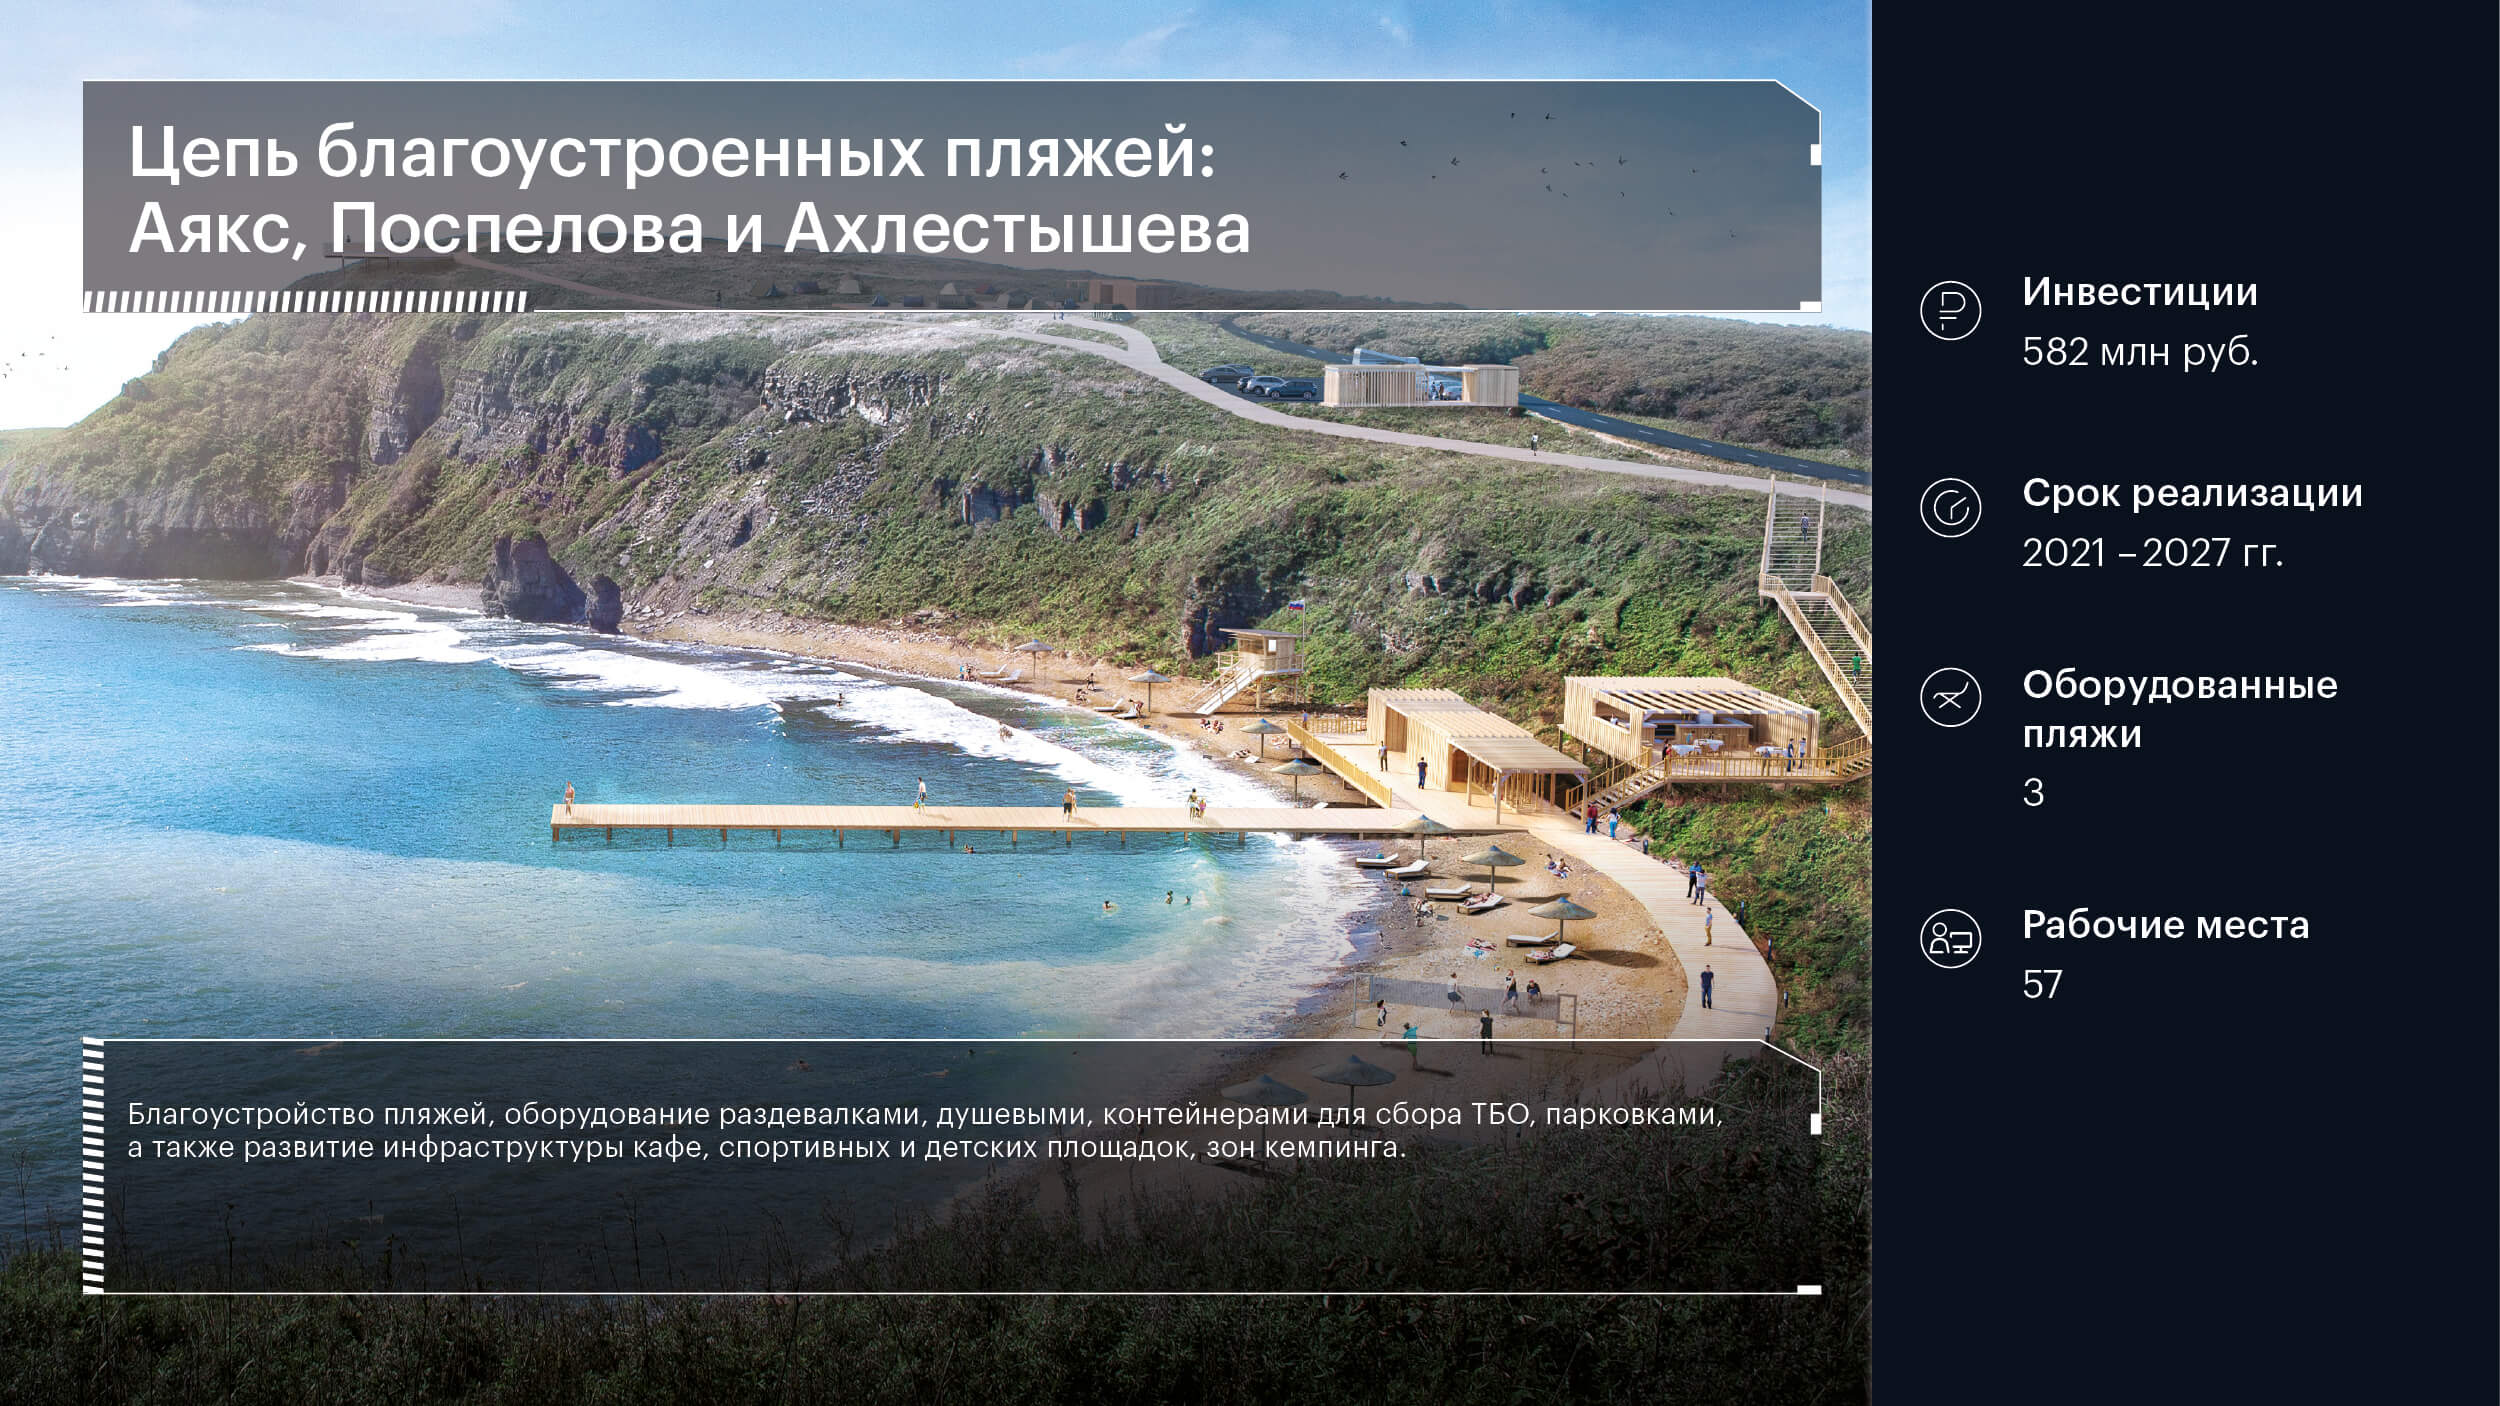 Цепь благоустроенных пляжей:
Аякс, Поспелова и Ахлестышева
Инвестиции
582 млн руб.
Срок реализации
2021 – 2027 гг.
Оборудованные
пляжи
3
Рабочие места
57
Благоустройство пляжей, оборудование раздевалками, душевыми, контейнерами для сбора ТБО, парковками,
а также развитие инфраструктуры кафе, спортивных и детских площадок, зон кемпинга.